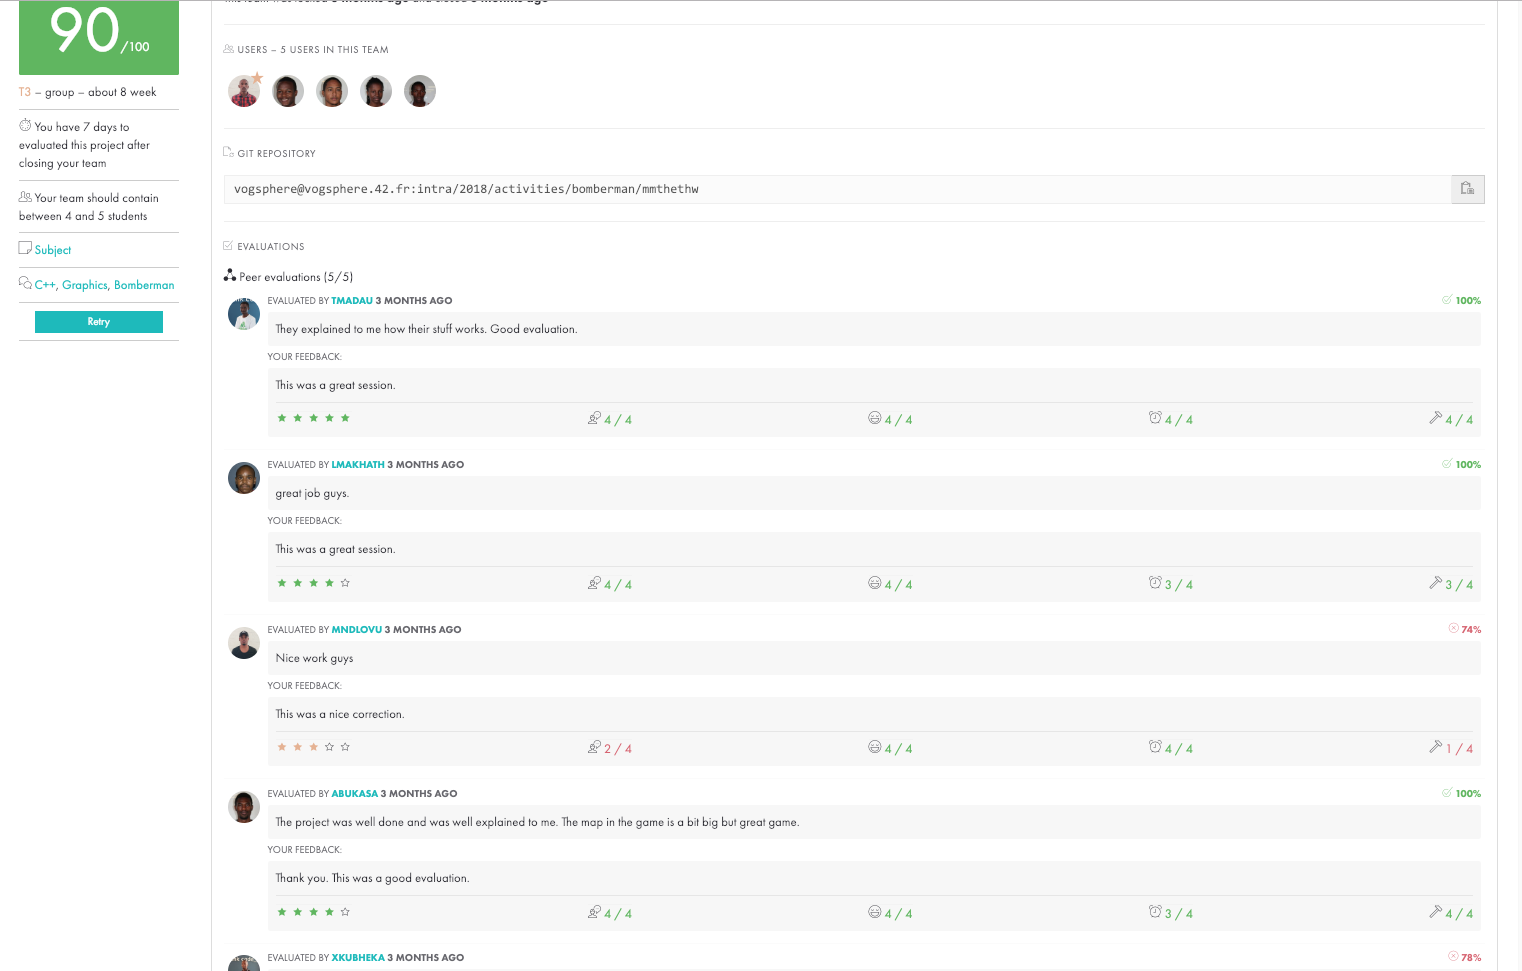 90/100
T3 – group – about 8 week
You have 7 days to
evaluated this project after
closing your team
Your team should contain
between 4 and 5 students
Subject
C++, Graphics, Bomberman
Retry
USERS – 5 USERS IN THIS TEAM
GIT REPOSITORY
vogsphere@vogsphere.42.fr:intra/2018/activities/bomberman/mmthethw
EVALUATIONS
Peer evaluations (5/5)
EVALUATED BY TMADAU 3 MONTHS AGO 100%
They explained to me how their stuff works. Good evaluation.
YOUR FEEDBACK:
This was a great session.
4 / 4 4 / 4 4 / 4 4 / 4
EVALUATED BY LMAKHATH 3 MONTHS AGO 100%
great job guys.
YOUR FEEDBACK:
This was a great session.
4 / 4 4 / 4 3 / 4 3 / 4
EVALUATED BY MNDLOVU 3 MONTHS AGO 74%
Nice work guys
YOUR FEEDBACK:
This was a nice correction.
2 / 4 4 / 4 4 / 4 1 / 4
EVALUATED BY ABUKASA 3 MONTHS AGO 100%
The project was well done and was well explained to me. The map in the game is a bit big but great game.
YOUR FEEDBACK:
Thank you. This was a good evaluation.
4 / 4 4 / 4 3 / 4 4 / 4
EVALUATED BY XKUBHEKA 3 MONTHS AGO 78%